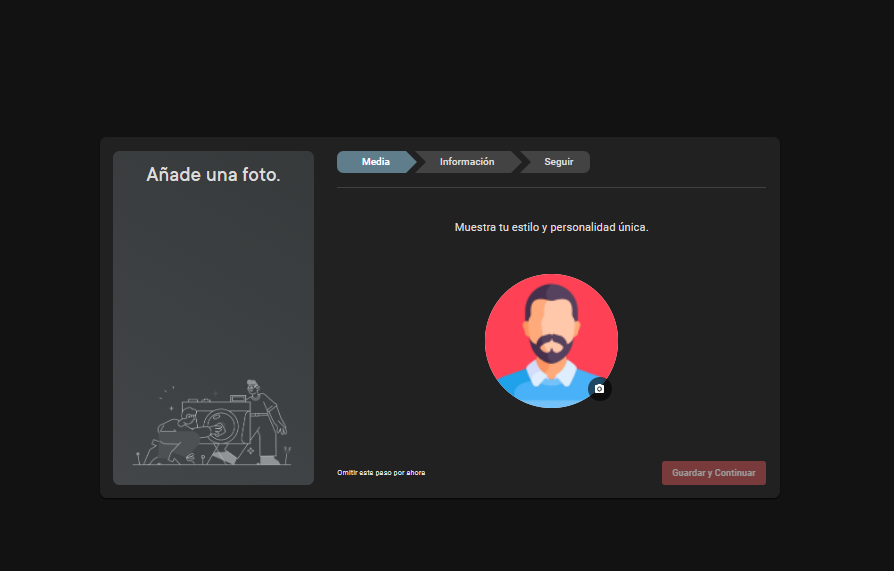 Añade una foto.
Media
Información
Seguir
Muestra tu estilo y personalidad única.
Omitir este paso por ahora
Guardar y Continuar